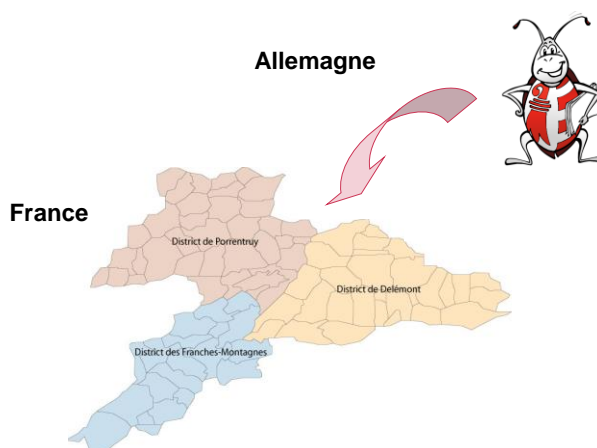 Allemagne
France
District de Porrentruy
District de Delémont
District des Franches-Montagnes